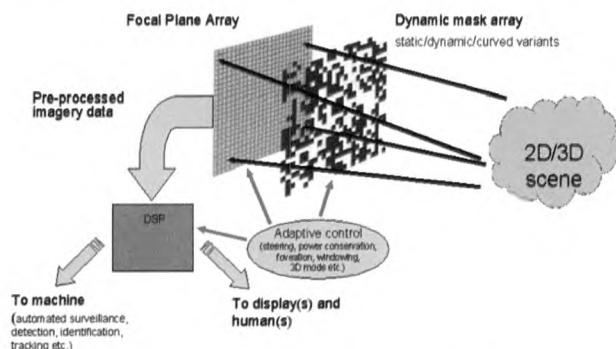 Focal Plane Array
Dynamic mask array
static/dynamic/curved variants
Pre-processed
imagery data
2D/3D
scene
DSP
Adaptive control
(steering, power conservation,
foveation, windowing,
3D mode etc.)
To machine
(automated surveillance,
detection, identification,
tracking etc.)
To display(s) and
human(s)